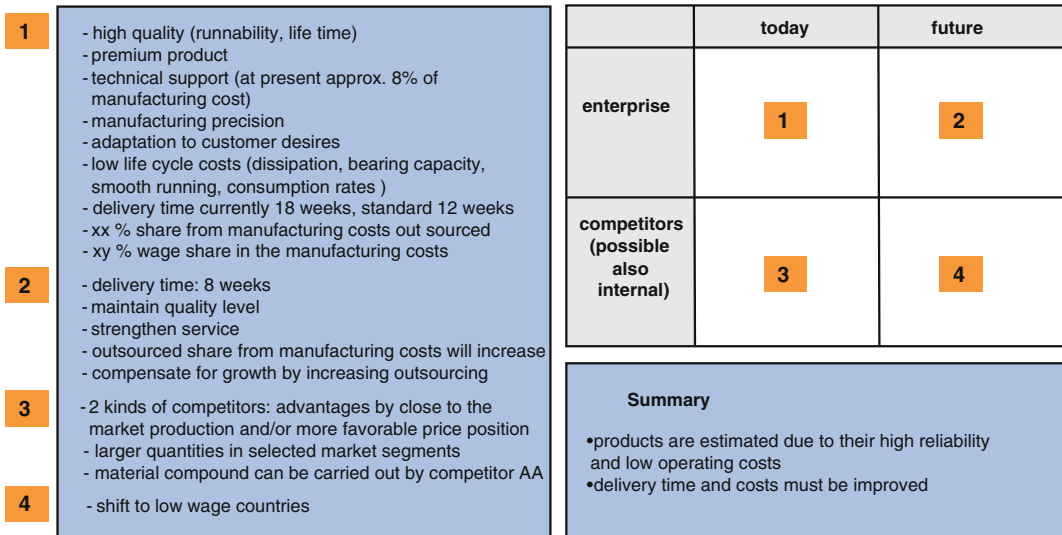 1
- high quality (runnability, life time)
- premium product
- technical support (at present approx. 8% of
manufacturing cost)
- manufacturing precision
- adaptation to customer desires
- low life cycle costs (dissipation, bearing capacity,
smooth running, consumption rates )
- delivery time currently 18 weeks, standard 12 weeks
- xx % share from manufacturing costs out sourced
- xy % wage share in the manufacturing costs
2
- delivery time: 8 weeks
- maintain quality level
- strengthen service
- outsourced share from manufacturing costs will increase
- compensate for growth by increasing outsourcing
3
- 2 kinds of competitors: advantages by close to the
market production and/or more favorable price position
- larger quantities in selected market segments
- material compound can be carried out by competitor AA
4
- shift to low wage countries
today future
enterprise 1 2
competitors
(possible
also
internal)
3 4
Summary
•products are estimated due to their high reliability
and low operating costs
•delivery time and costs must be improved